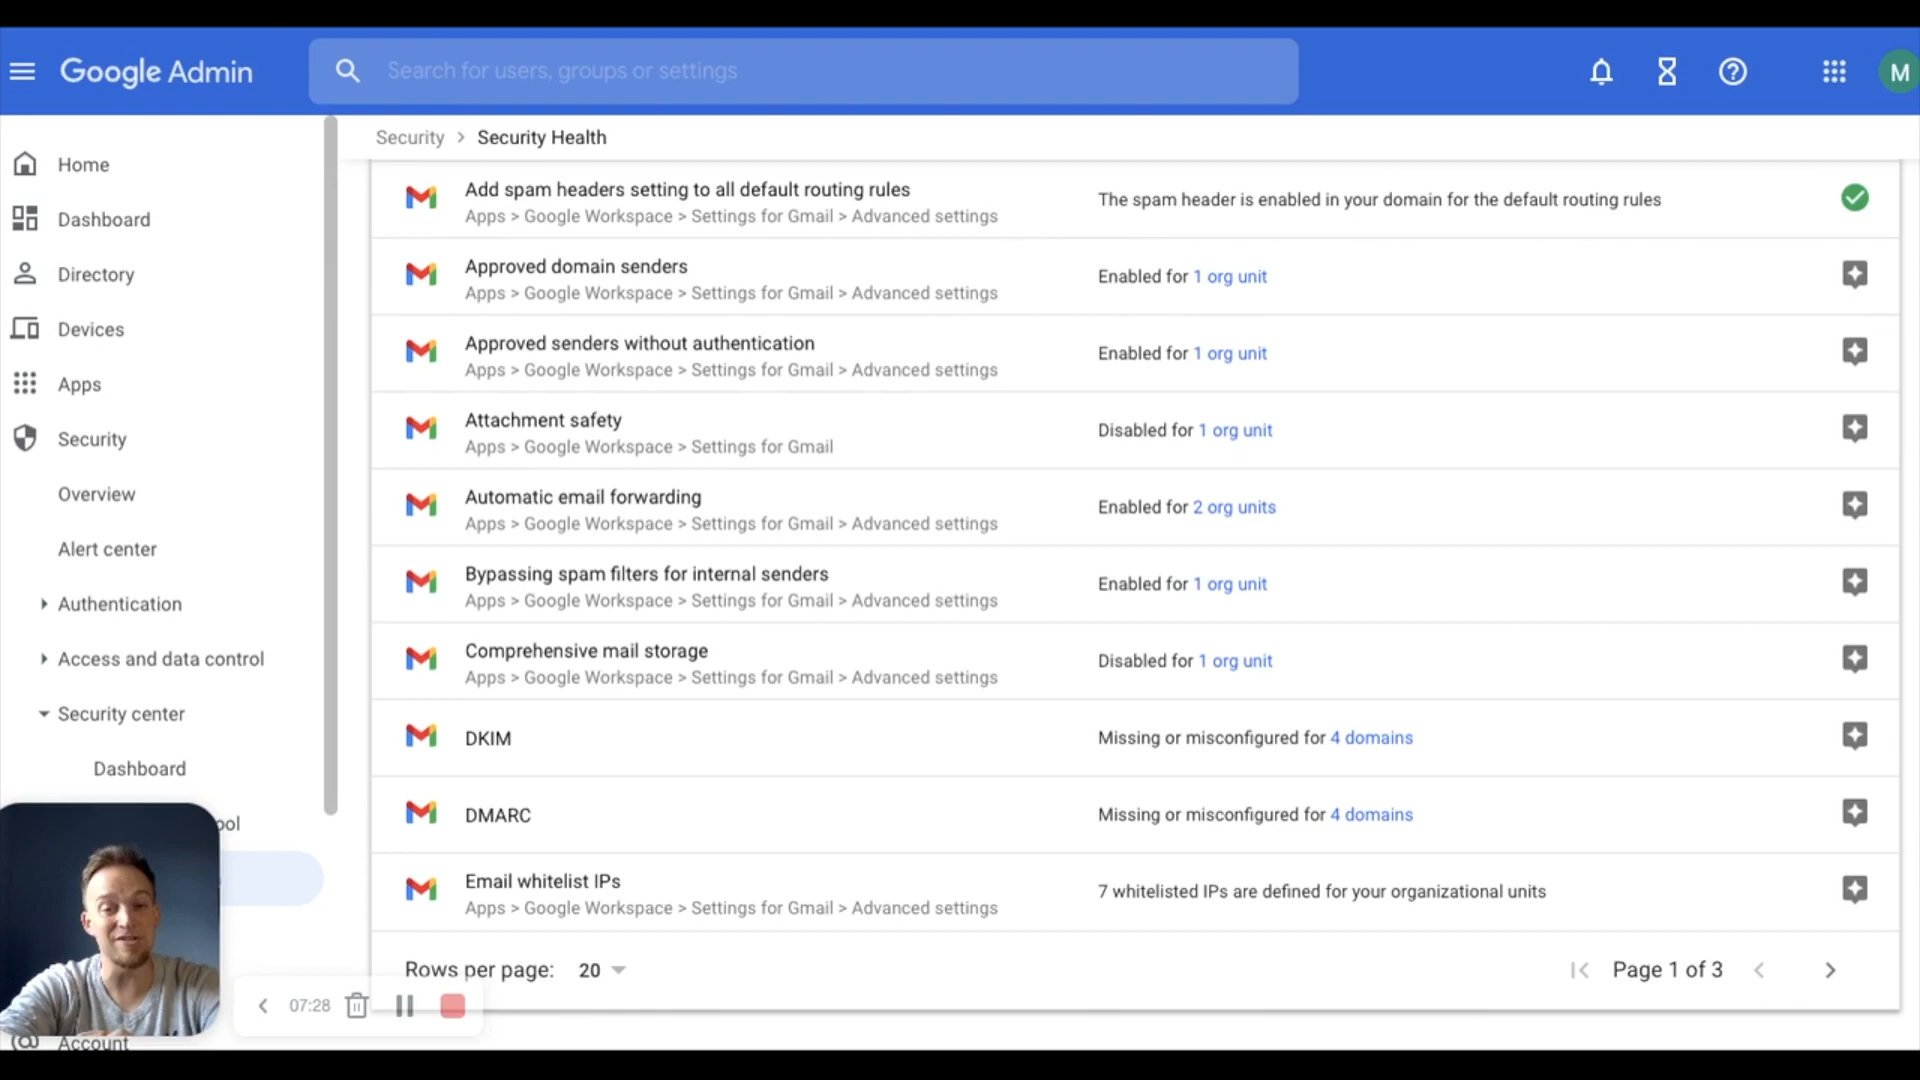 Google Admin
Search for users, groups or settings
M
Home
Dashboard
Directory
Devices
Apps
Security
Overview
Alert center
Authentication
Access and data control
Security center
Dashboard
ool
Account
Security > Security Health
Add spam headers setting to all default routing rules
Apps > Google Workspace > Settings for Gmail > Advanced settings
The spam header is enabled in your domain for the default routing rules
Approved domain senders
Apps > Google Workspace > Settings for Gmail > Advanced settings
Enabled for 1 org unit
Approved senders without authentication
Apps > Google Workspace > Settings for Gmail > Advanced settings
Enabled for 1 org unit
Attachment safety
Apps > Google Workspace > Settings for Gmail
Disabled for 1 org unit
Automatic email forwarding
Apps > Google Workspace > Settings for Gmail > Advanced settings
Enabled for 2 org units
Bypassing spam filters for internal senders
Apps > Google Workspace > Settings for Gmail > Advanced settings
Enabled for 1 org unit
Comprehensive mail storage
Apps > Google Workspace > Settings for Gmail > Advanced settings
Disabled for 1 org unit
DKIM
Missing or misconfigured for 4 domains
DMARC
Missing or misconfigured for 4 domains
Email whitelist IPs
Apps > Google Workspace > Settings for Gmail > Advanced settings
7 whitelisted IPs are defined for your organizational units
Rows per page: 20
Page 1 of 3
07:28